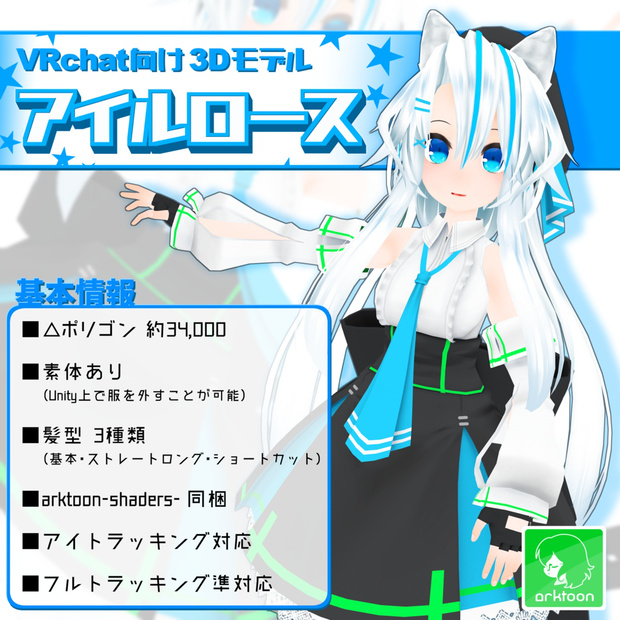 VRchat向け3Dモデル
アイルロース
基本情報
■△ポリゴン 約34,000
■素体あり
(Unity上で服を外すことが可能)
■髪型 3種類
(基本・ストレートロング・ショートカット)
■arktoon-shaders- 同梱
■アイトラッキング対応
■フルトラッキング準対応
arktoon